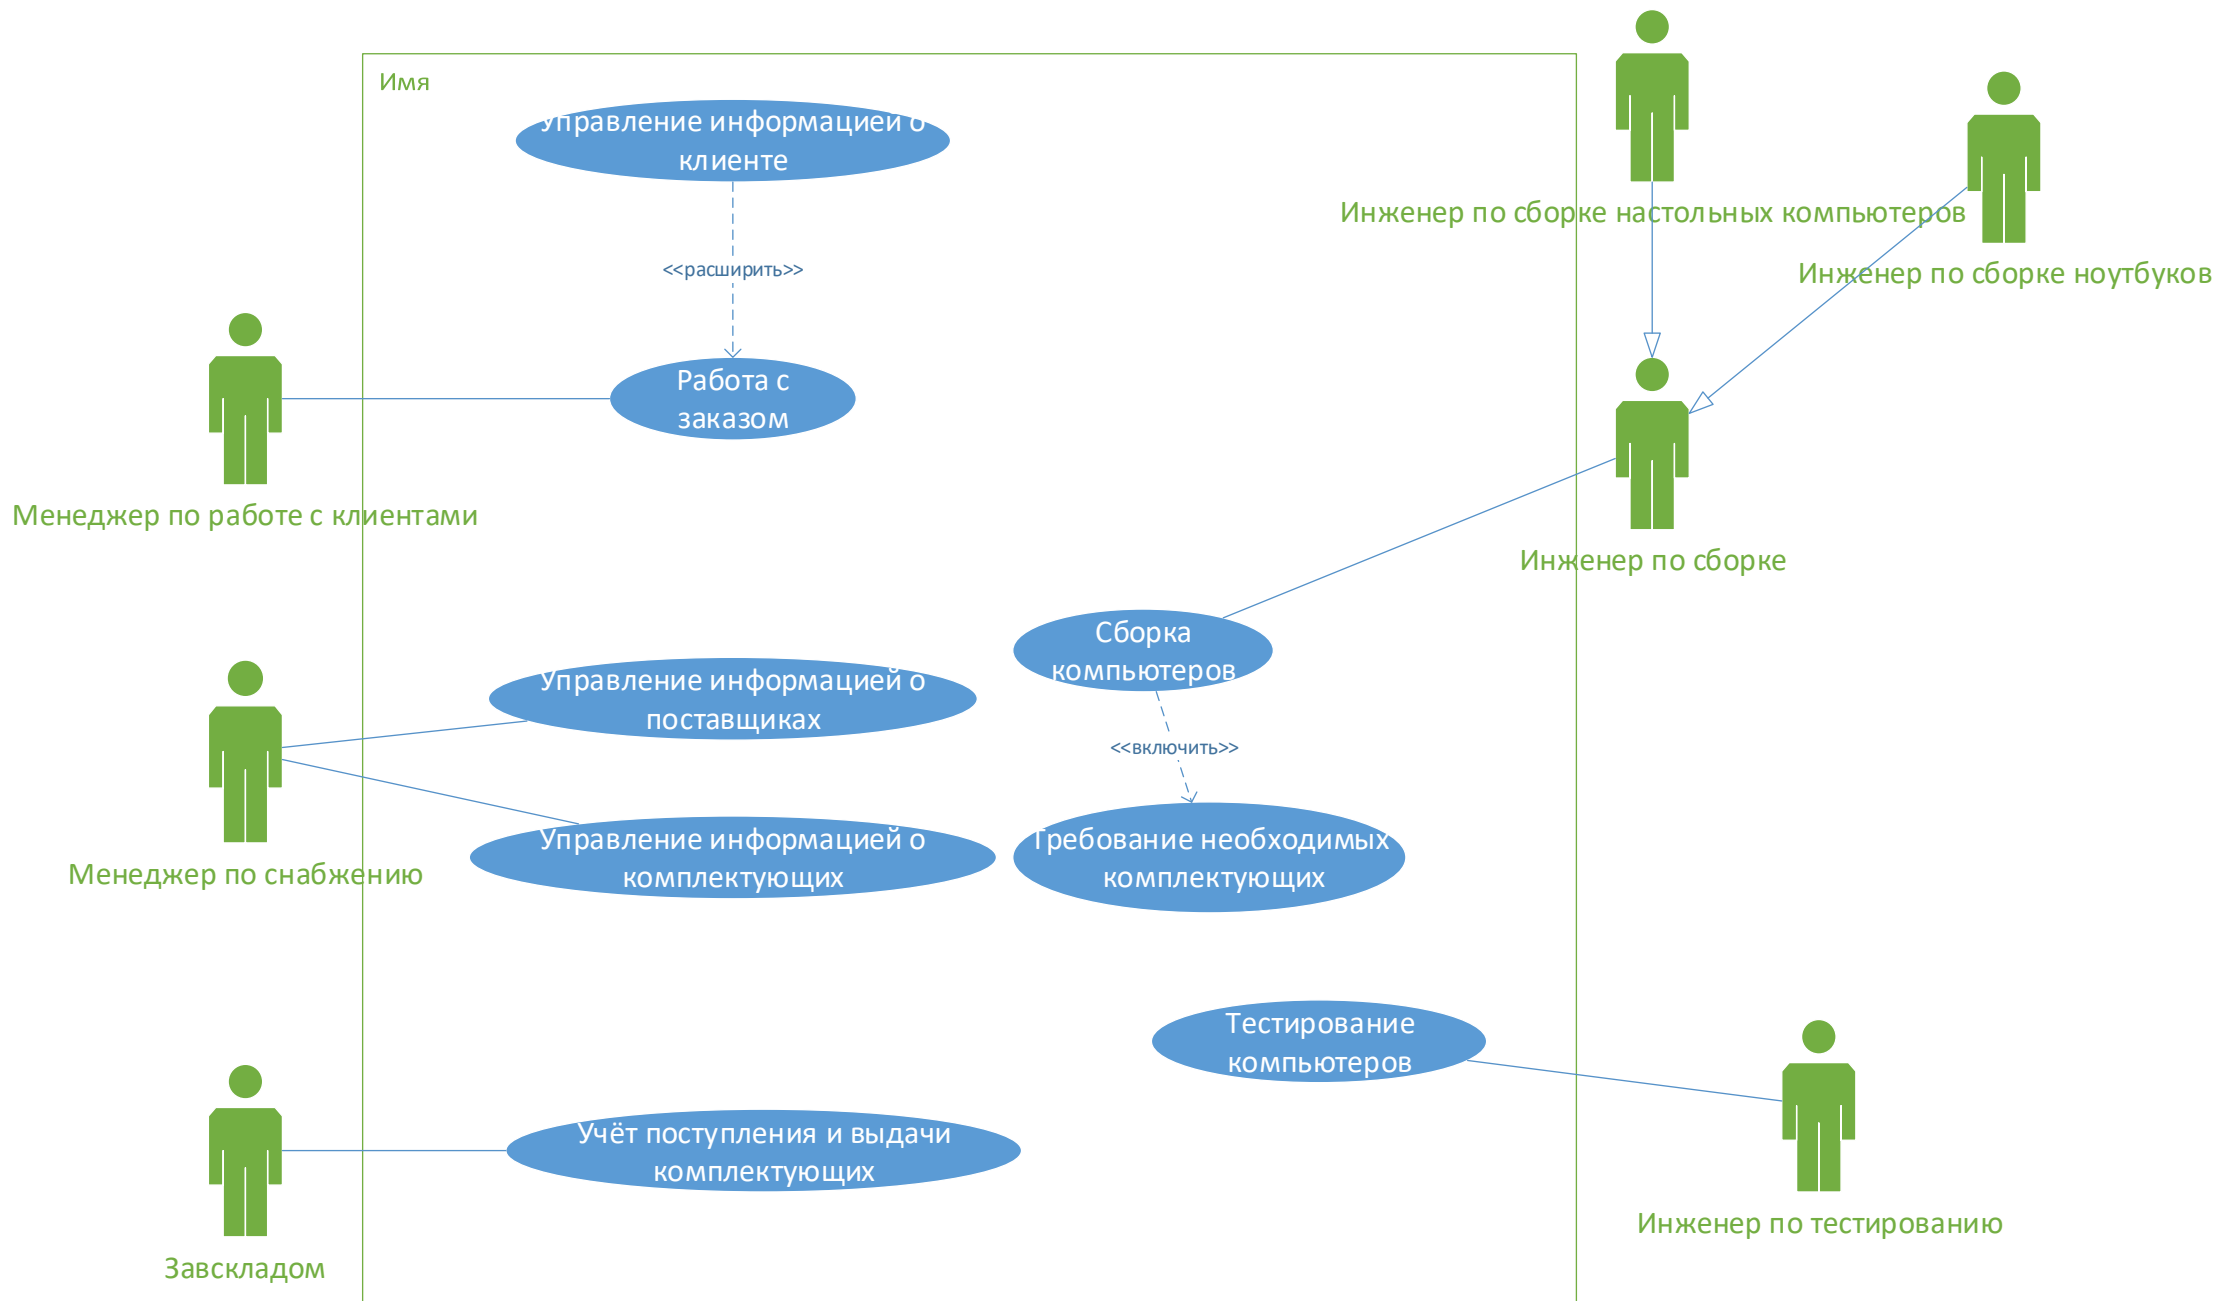 Имя
Управление информацией о
клиенте
Инженер по сборке настольных компьютеров
<<расширить>>
Инженер по сборке ноутбуков
Работа с
заказом
Менеджер по работе с клиентами
Инженер по сборке
Сборка
компьютеров
Управление информацией о
поставщиках
<<включить>>
Менеджер по снабжению
Управление информацией о
комплектующих
Требование необходимых
комплектующих
Тестирование
компьютеров
Учёт поступления и выдачи
комплектующих
Инженер по тестированию
Завскладом